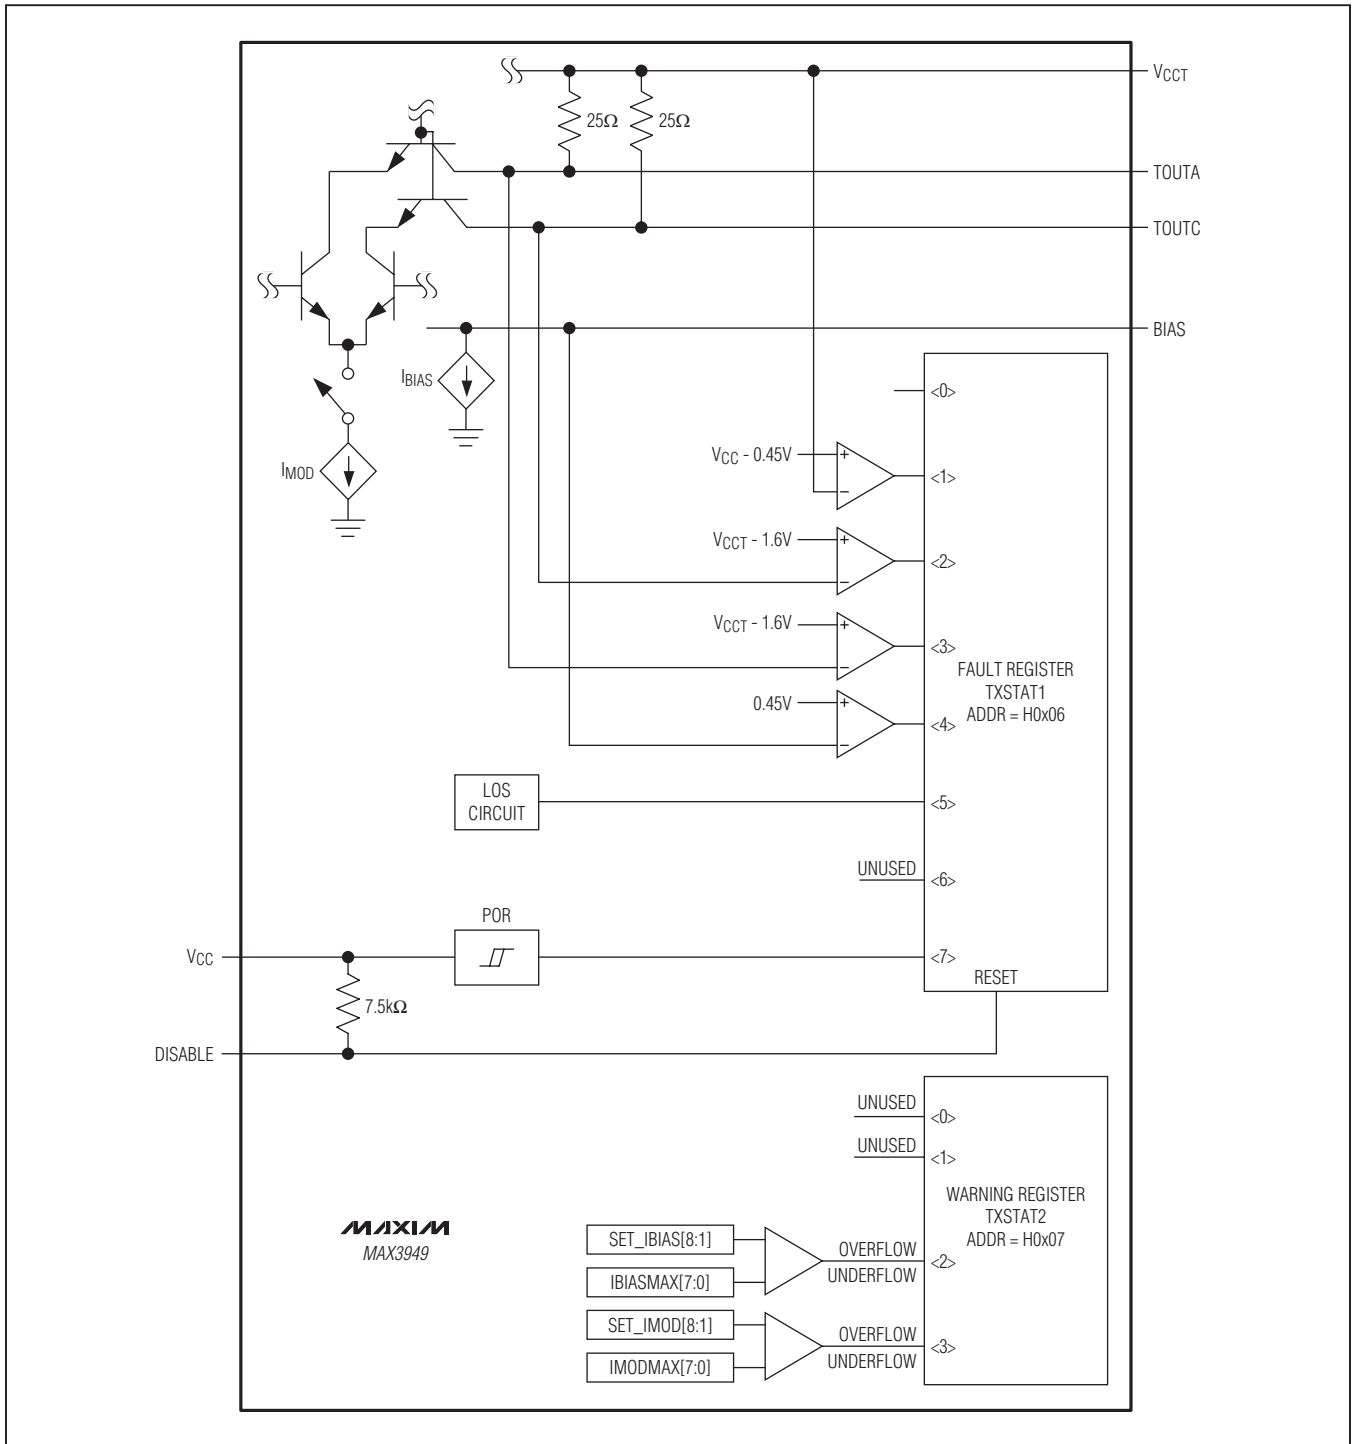 VCCT
25Ω
25Ω
TOUTA
TOUTC
BIAS
IBIAS
<0>
VCC - 0.45V
+
−
<1>
IMOD
VCCT - 1.6V
+
−
<2>
VCCT - 1.6V
+
−
<3>
FAULT REGISTER
TXSTAT1
ADDR = H0x06
0.45V
+
−
<4>
LOS
CIRCUIT
<5>
UNUSED
<6>
POR
VCC
<7>
RESET
7.5kΩ
DISABLE
UNUSED
<0>
UNUSED
<1>
WARNING REGISTER
TXSTAT2
ADDR = H0x07
MAXIM
MAX3949
SET_IBIAS[8:1]
IBIASMAX[7:0]
OVERFLOW
UNDERFLOW
<2>
SET_IMOD[8:1]
IMODMAX[7:0]
OVERFLOW
UNDERFLOW
<3>